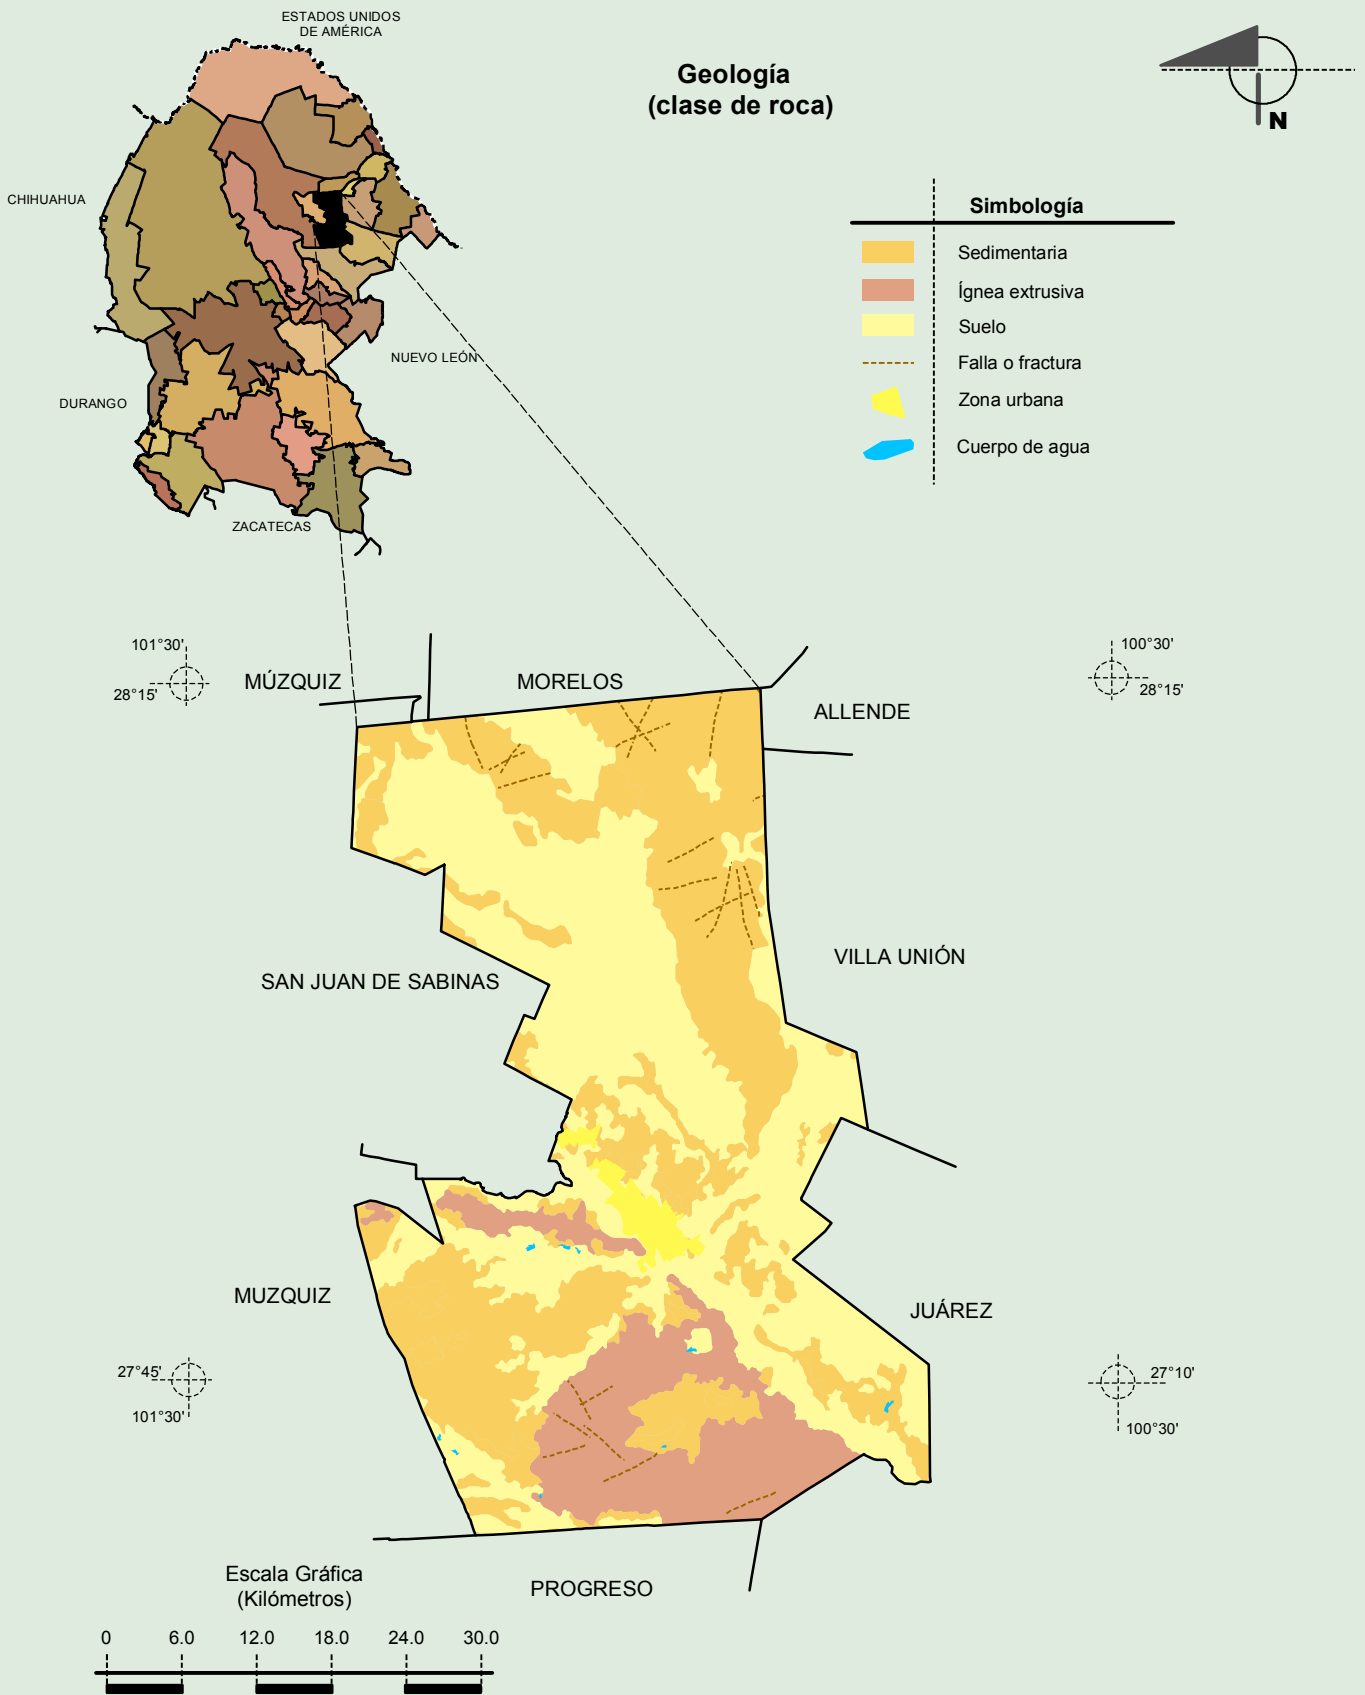 ESTADOS UNIDOS
DE AMÉRICA
Geología
(clase de roca)
N
CHIHUAHUA
Simbología
Sedimentaria
Ígnea extrusiva
Suelo
Falla o fractura
Zona urbana
Cuerpo de agua
NUEVO LEÓN
DURANGO
ZACATECAS
101°30'
28°15'
100°30'
28°15'
MÚZQUIZ
MORELOS
ALLENDE
VILLA UNIÓN
SAN JUAN DE SABINAS
MUZQUIZ
JUÁREZ
27°45'
101°30'
27°10'
100°30'
Escala Gráfica
(Kilómetros)
PROGRESO
0 6.0 12.0 18.0 24.0 30.0